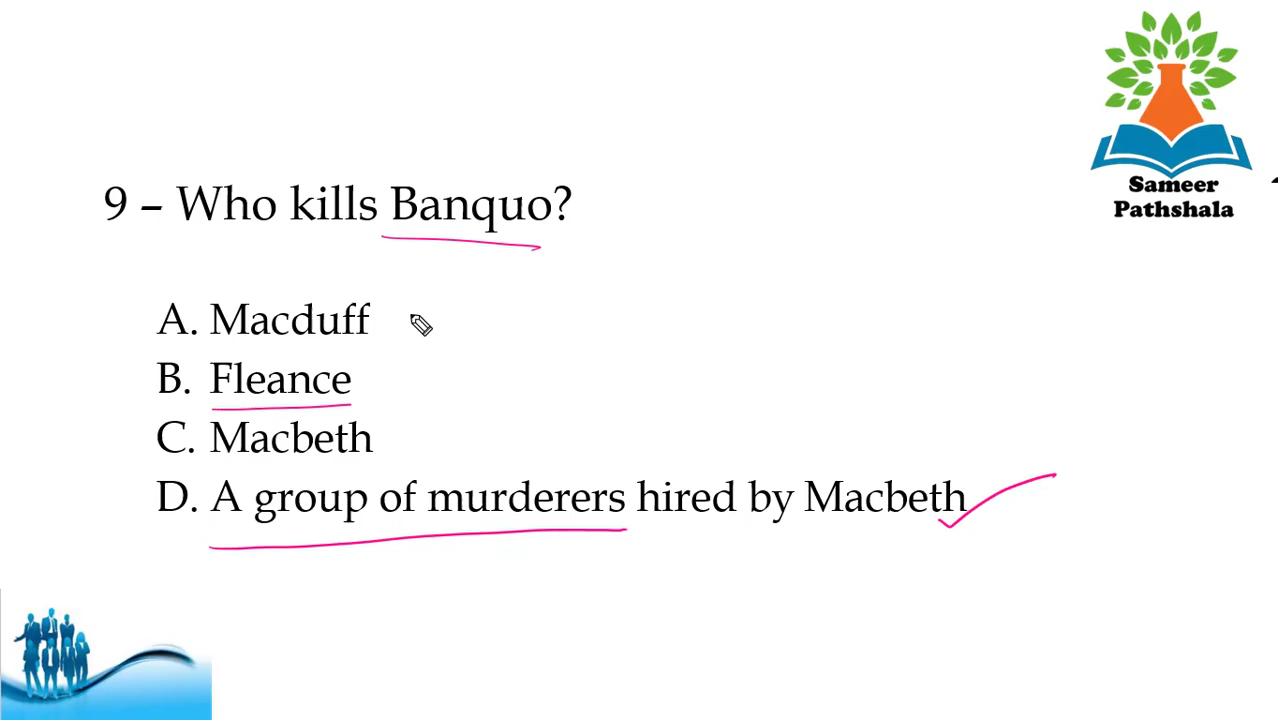 Sameer
Pathshala
9 – Who kills Banquo?
A. Macduff
B. Fleance
C. Macbeth
D. A group of murderers hired by Macbeth